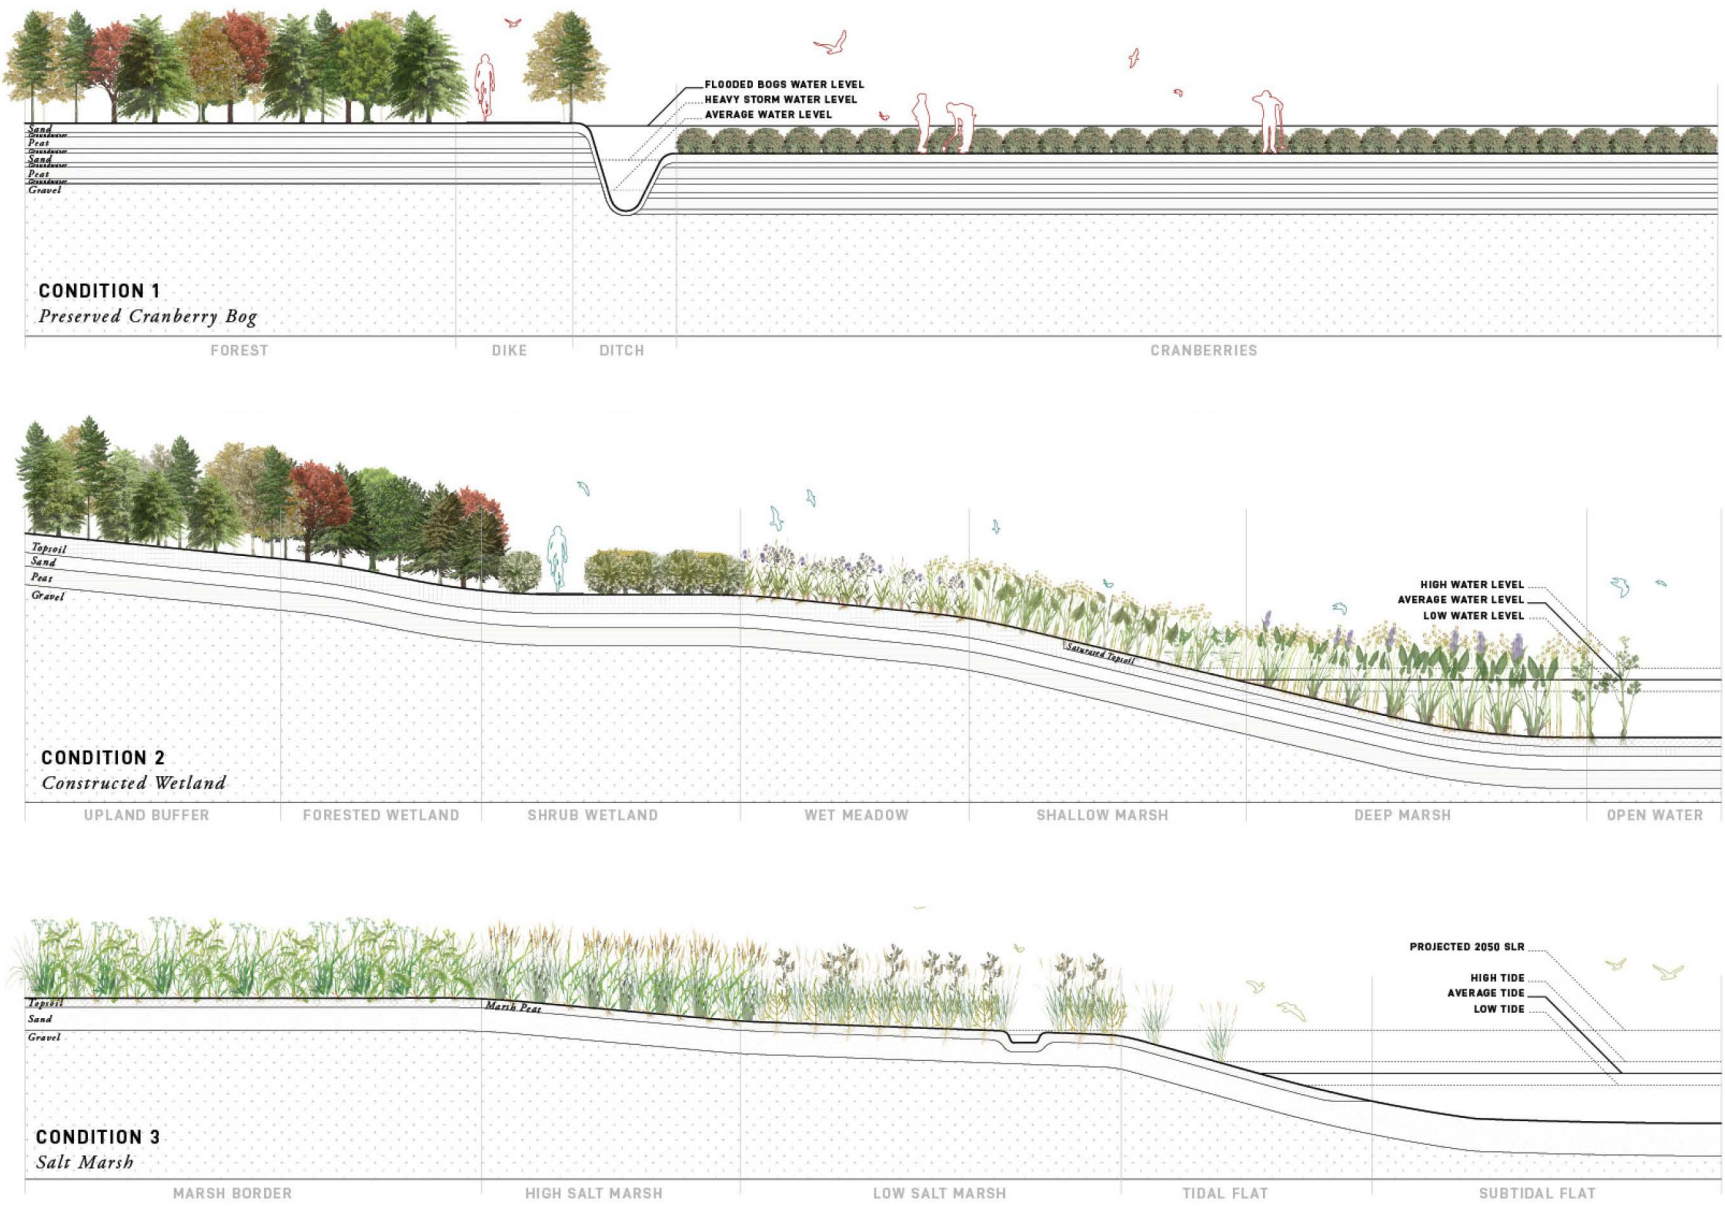 FLOODED BOGS WATER LEVEL
HEAVY STORM WATER LEVEL
AVERAGE WATER LEVEL
Sand
Groundwater
Peat
Groundwater
Sand
Groundwater
Peat
Groundwater
Gravel
CONDITION 1
Preserved Cranberry Bog
FOREST DIKE DITCH CRANBERRIES
Topsoil
Sand
Peat
Gravel
Saturated Topsoil
HIGH WATER LEVEL
AVERAGE WATER LEVEL
LOW WATER LEVEL
CONDITION 2
Constructed Wetland
UPLAND BUFFER FORESTED WETLAND SHRUB WETLAND WET MEADOW SHALLOW MARSH DEEP MARSH OPEN WATER
PROJECTED 2050 SLR
HIGH TIDE
AVERAGE TIDE
LOW TIDE
Topsoil
Marsh Peat
Sand
Gravel
CONDITION 3
Salt Marsh
MARSH BORDER HIGH SALT MARSH LOW SALT MARSH TIDAL FLAT SUBTIDAL FLAT